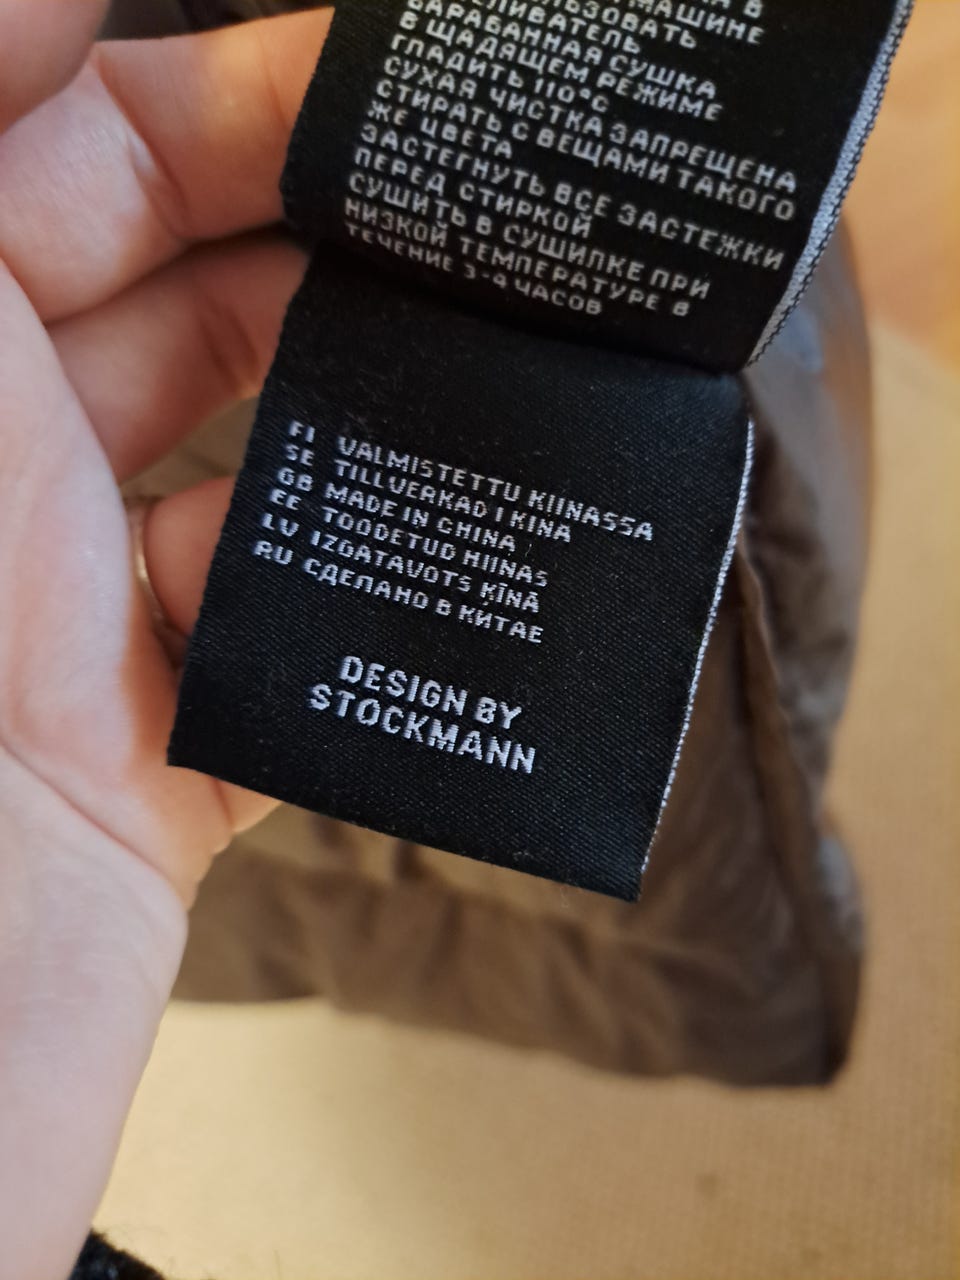 В
МАШИНЕ
БАРАБАННАЯ СУШКА
В ЩАДЯЩЕМ РЕЖИМЕ
ГЛАДИТЬ 110°С
СУХАЯ ЧИСТКА ЗАПРЕЩЕНА
СТИРАТЬ С ВЕЩАМИ ТАКОГО
ЖЕ ЦВЕТА
ЗАСТЕГНУТЬ ВСЕ ЗАСТЕЖКИ
ПЕРЕД СТИРКОЙ
СУШИТЬ В СУШИЛКЕ ПРИ
НИЗКОЙ ТЕМПЕРАТУРЕ В
ТЕЧЕНИЕ 3-4 ЧАСОВ
FI VALMISTETTU KIINASSA
SE TILLVERKAD I KINA
GB MADE IN CHINA
EE TOODETUD HIINAS
LV IZGATAVOTS ĶĪNĀ
RU СДЕЛАНО В КИТАЕ
DESIGN BY
STOCKMANN